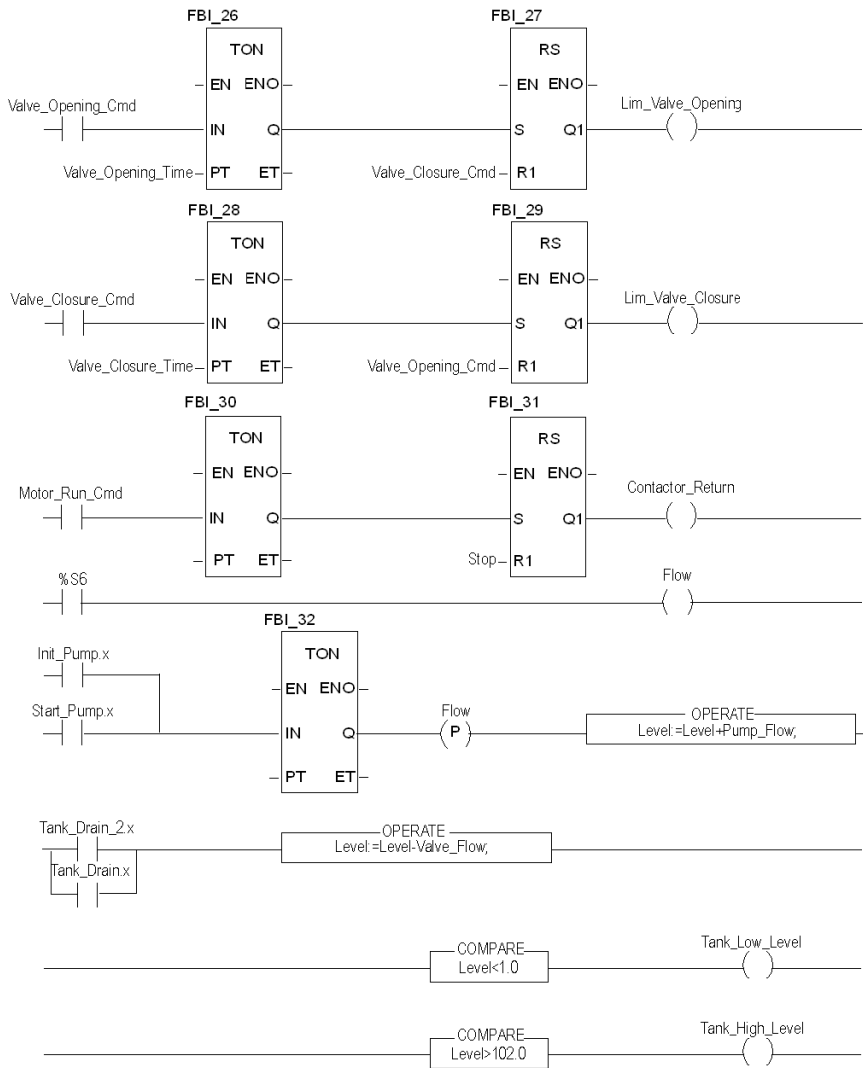 FBI_26 FBI_27
TON RS
EN ENO EN ENO
Valve_Opening_Cmd Lim_Valve_Opening
IN Q S Q1
Valve_Opening_Time PT ET Valve_Closure_Cmd R1
FBI_28 FBI_29
TON RS
EN ENO EN ENO
Valve_Closure_Cmd Lim_Valve_Closure
IN Q S Q1
Valve_Closure_Time PT ET Valve_Opening_Cmd R1
FBI_30 FBI_31
TON RS
EN ENO EN ENO
Motor_Run_Cmd Contactor_Return
IN Q S Q1
PT ET Stop R1
%S6 Flow
FBI_32
TON
Init_Pump.x
EN ENO
Start_Pump.x Flow OPERATE
IN Q P Level:=Level+Pump_Flow;
PT ET
Tank_Drain_2.x OPERATE
Level:=Level-Valve_Flow;
Tank_Drain.x
COMPARE Tank_Low_Level
Level<1.0
COMPARE Tank_High_Level
Level>102.0